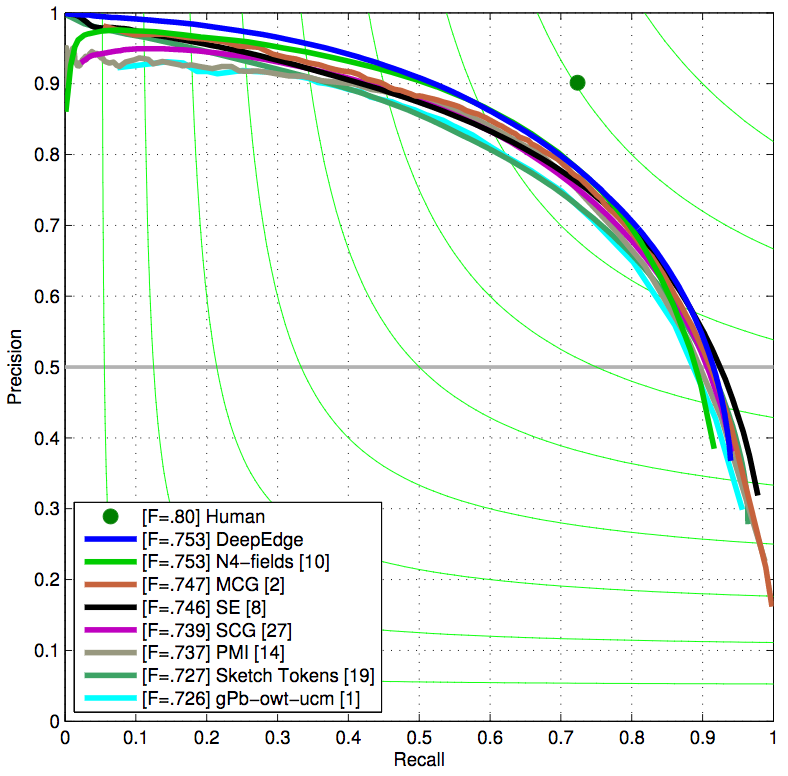 1
0.9
0.8
0.7
0.6
0.5
0.4
0.3
0.2
0.1
0
Precision
[F=.80] Human
[F=.753] DeepEdge
[F=.753] N4−fields [10]
[F=.747] MCG [2]
[F=.746] SE [8]
[F=.739] SCG [27]
[F=.737] PMI [14]
[F=.727] Sketch Tokens [19]
[F=.726] gPb−owt−ucm [1]
0 0.1 0.2 0.3 0.4 0.5 0.6 0.7 0.8 0.9 1
Recall